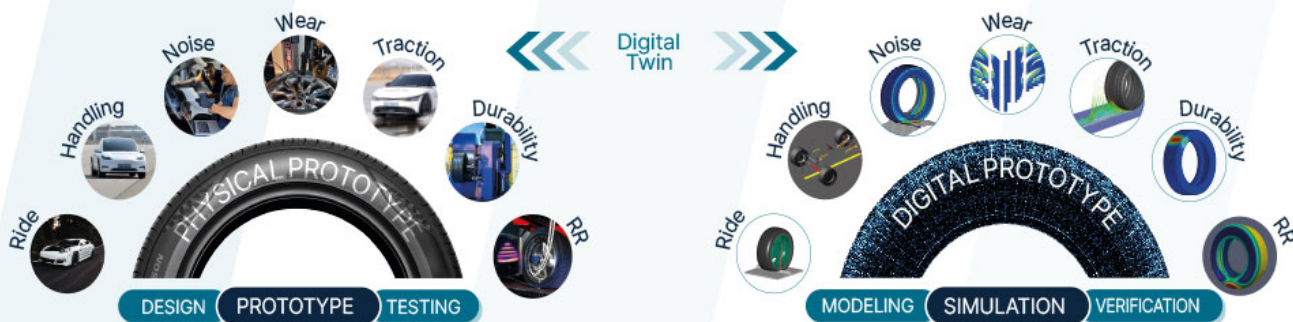 Ride
Handling
Noise
Wear
Traction
Durability
RR
PHYSICAL PROTOTYPE
DESIGN
PROTOTYPE
TESTING
Digital
Twin
Ride
Handling
Noise
Wear
Traction
Durability
RR
DIGITAL PROTOTYPE
MODELING
SIMULATION
VERIFICATION